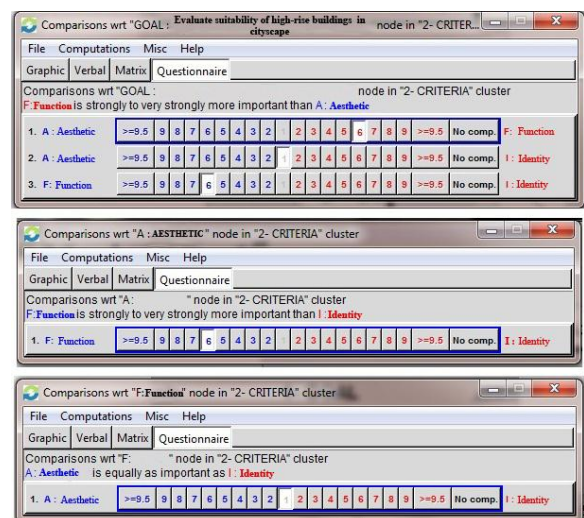 Comparisons wrt "GOAL : Evaluate suitability of high-rise buildings in cityscape node in "2- CRITER...
File Computations Misc Help
Graphic Verbal Matrix Questionnaire
Comparisons wrt "GOAL : node in "2- CRITERIA" cluster
F:Function is strongly to very strongly more important than A: Aesthetic
1. A : Aesthetic >=9.5 9 8 7 6 5 4 3 2 1 2 3 4 5 6 7 8 9 >=9.5 No comp. F: Function
2. A : Aesthetic >=9.5 9 8 7 6 5 4 3 2 1 2 3 4 5 6 7 8 9 >=9.5 No comp. I : Identity
3. F: Function >=9.5 9 8 7 6 5 4 3 2 1 2 3 4 5 6 7 8 9 >=9.5 No comp. I : Identity
Comparisons wrt "A : AESTHETIC" node in "2- CRITERIA" cluster
File Computations Misc Help
Graphic Verbal Matrix Questionnaire
Comparisons wrt "A: " node in "2- CRITERIA" cluster
F:Function is strongly to very strongly more important than I :Identity
1. F: Function >=9.5 9 8 7 6 5 4 3 2 1 2 3 4 5 6 7 8 9 >=9.5 No comp. I : Identity
Comparisons wrt "F:Function" node in "2- CRITERIA" cluster
File Computations Misc Help
Graphic Verbal Matrix Questionnaire
Comparisons wrt "F: " node in "2- CRITERIA" cluster
A: Aesthetic is equally as important as I : Identity
1. A : Aesthetic >=9.5 9 8 7 6 5 4 3 2 1 2 3 4 5 6 7 8 9 >=9.5 No comp. I : Identity